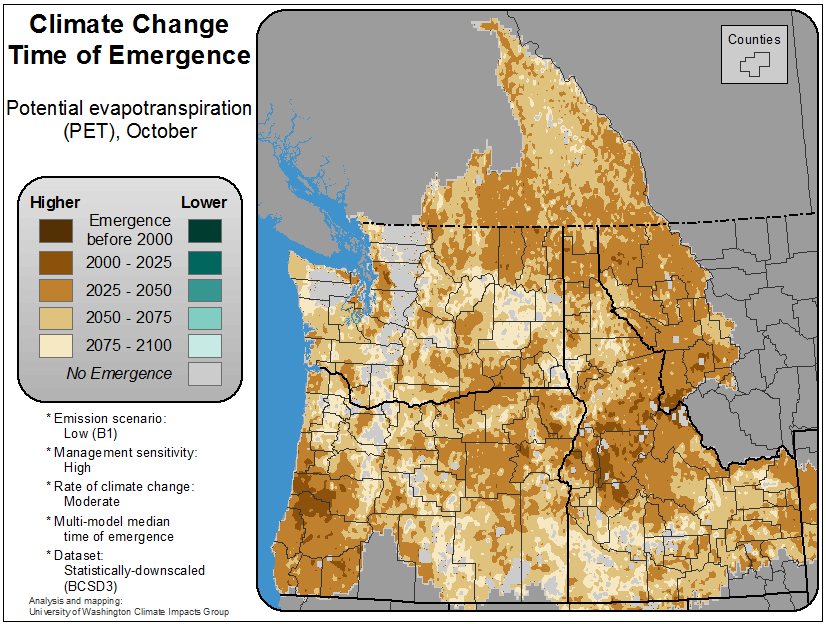 Climate Change
Time of Emergence
Potential evapotranspiration
(PET), October
Higher
Lower
Emergence
before 2000
2000 - 2025
2025 - 2050
2050 - 2075
2075 - 2100
No Emergence
* Emission scenario:
Low (B1)
* Management sensitivity:
High
* Rate of climate change:
Moderate
* Multi-model median
time of emergence
* Dataset:
Statistically-downscaled
(BCSD3)
Analysis and mapping:
University of Washington Climate Impacts Group
Counties